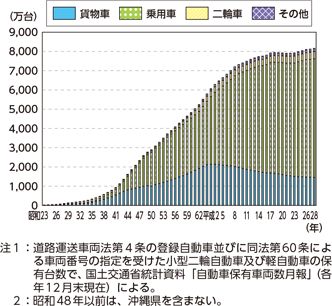 貨物車 乗用車 二輪車 その他
(万台)
9,000
8,000
7,000
6,000
5,000
4,000
3,000
2,000
1,000
0
昭和23 26 29 32 35 38 41 44 47 50 53 56 59 62 平成2 5 8 11 14 17 20 23 26 28
(年)
注1：道路運送車両法第4条の登録自動車並びに同法第60条によ
る車両番号の指定を受けた小型二輪自動車及び軽自動車の保
有台数で、国土交通省統計資料「自動車保有車両数月報」（各
年12月末現在）による。
2：昭和48年以前は、沖縄県を含まない。